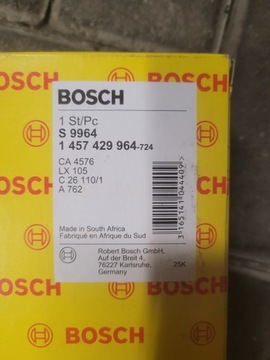 BOSCH
1 St/Pc
S 9964
1 457 429 964-724
CA 4576
LX 105
C 26 110/1
A 762
3165141044409>
Made in South Africa
Fabriqué en Afrique du Sud
Robert Bosch GmbH,
Auf der Breit 4,
76227 Karlsruhe,
Germany
25K
BOSCH